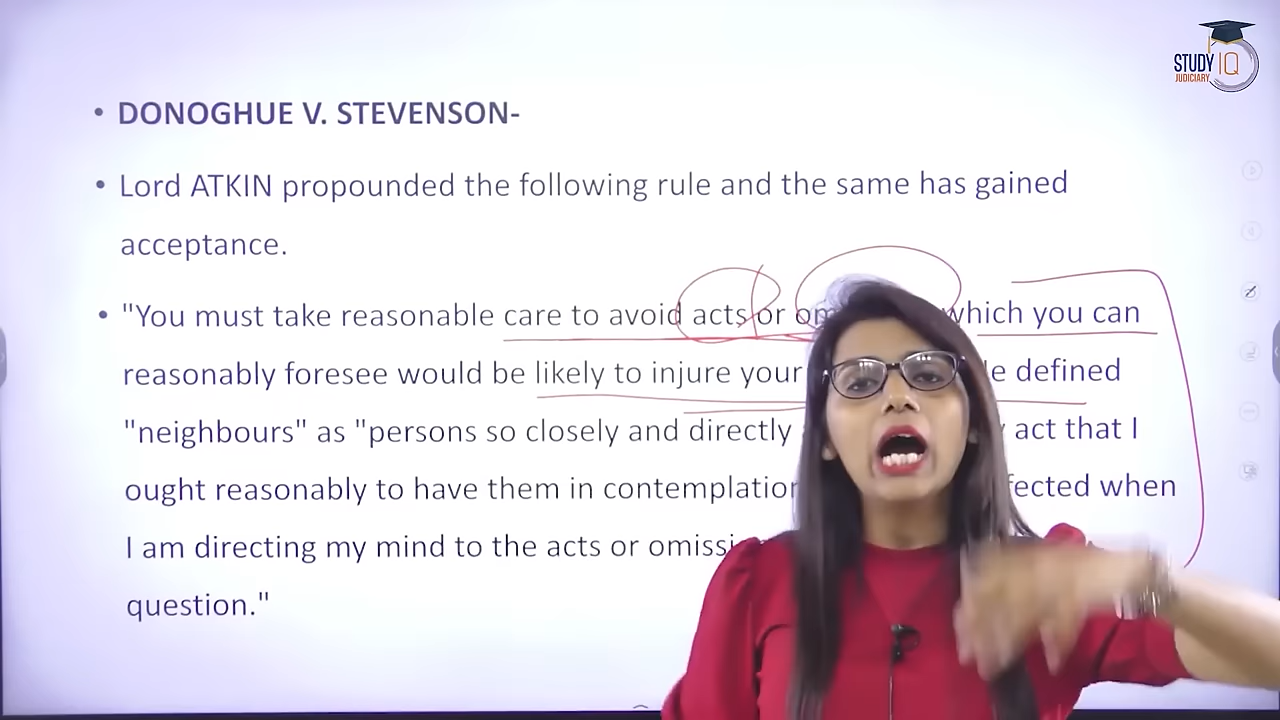 STUDY IQ
JUDICIARY
• DONOGHUE V. STEVENSON-
• Lord ATKIN propounded the following rule and the same has gained
acceptance.
• "You must take reasonable care to avoid acts or which you can
reasonably foresee would be likely to injure your defined
"neighbours" as "persons so closely and directly act that I
ought reasonably to have them in contemplation when
I am directing my mind to the acts or
question."